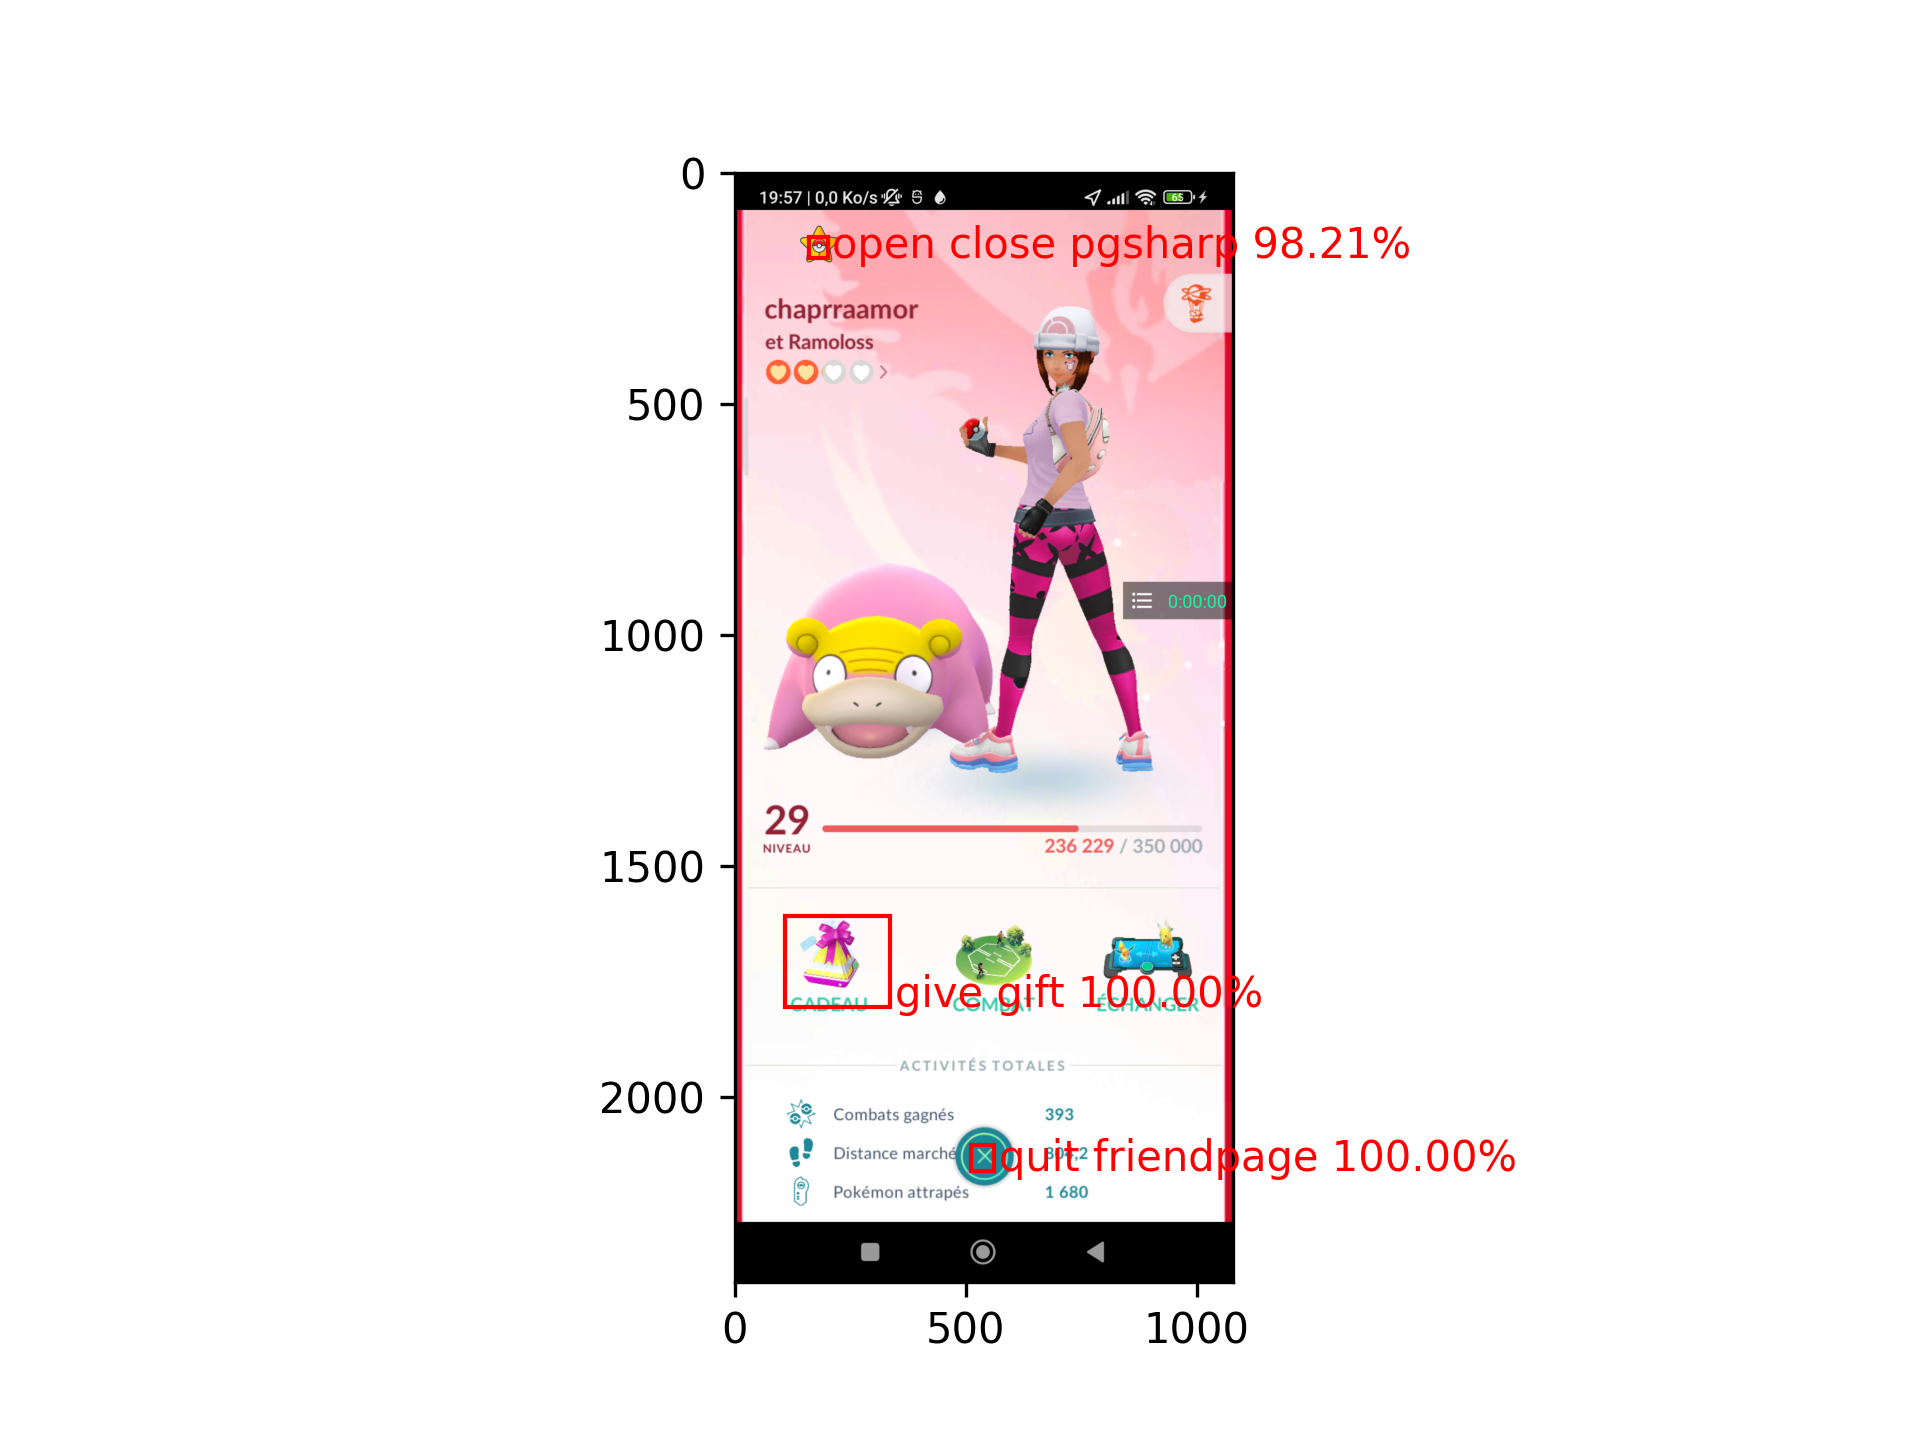 0
19:57 | 0,0 Ko/s
65
open close pgsharp 98.21%
chaprraamor
et Ramoloss
500
0:00:00
1000
29
NIVEAU
236 229 / 350 000
1500
give gift 100.00%
CADEAU
COMBAT
ÉCHANGER
ACTIVITÉS TOTALES
2000
Combats gagnés 393
quit friendpage 100.00%
Distance marché
Pokémon attrapés 1 680
0 500 1000